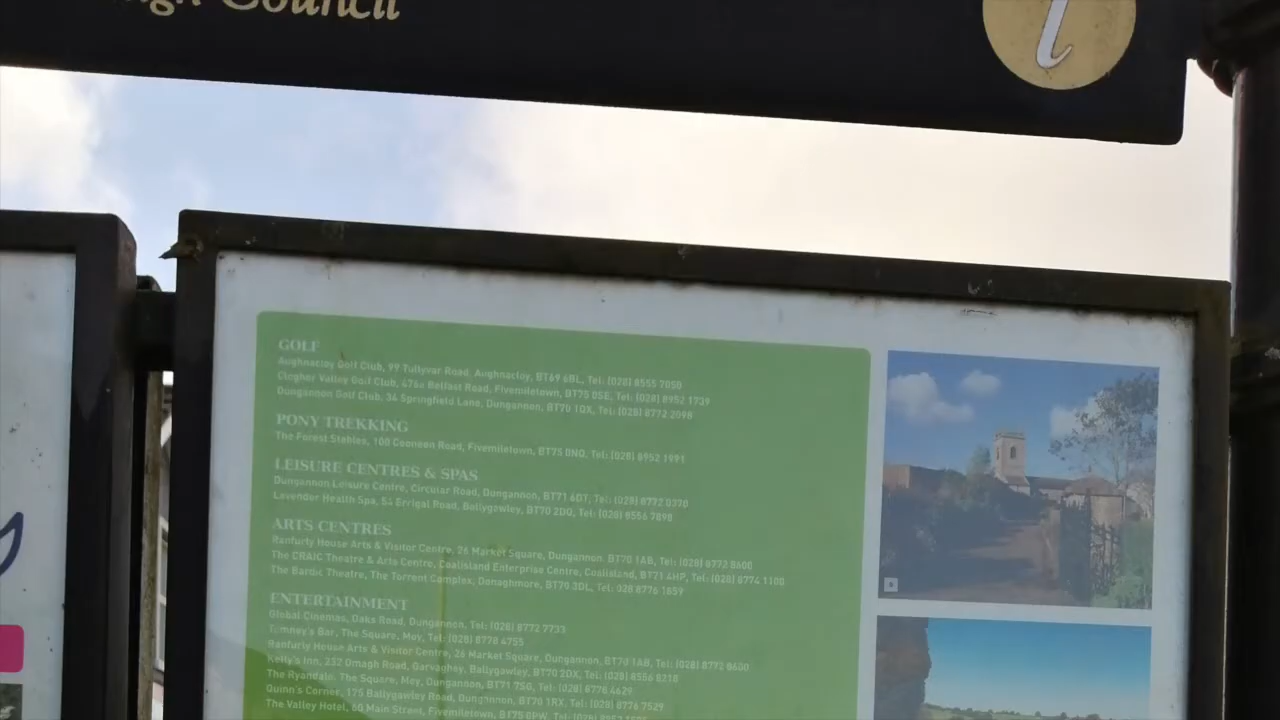 Council
i
GOLF
Aughnacloy Golf Club, 99 Tullyvar Road, Aughnacloy, BT69 6BL, Tel: (028) 8555 7050
Clogher Valley Golf Club, 476a Belfast Road, Fivemiletown, BT75 0SE, Tel: (028) 8952 1739
Dungannon Golf Club, 34 Springfield Lane, Dungannon, BT70 1QX, Tel: (028) 8772 2098
PONY TREKKING
The Forest Stables, 100 Cooneen Road, Fivemiletown, BT75 0NQ, Tel: (028) 8952 1991
LEISURE CENTRES & SPAS
Dungannon Leisure Centre, Circular Road, Dungannon, BT71 6DT, Tel: (028) 8772 0370
Lavender Health Spa, Errigal Road, Ballygawley, BT70 2DQ, Tel: (028) 8556 7898
ARTS CENTRES
Ranfurly House Arts & Visitor Centre, 26 Market Square, Dungannon. BT70 1AB, Tel: (028) 8772 8600
The CRAIC Theatre & Arts Centre, Coalisland Enterprise Centre, Coalisland, BT71 4HP, Tel: (028) 8774 1100
The Bardic Theatre, The Torrent Complex, Donaghmore, BT70 3DL, Tel: 028 8776 1859
ENTERTAINMENT
Global Cinemas, Oaks Road, Dungannon, Tel: (028) 8772 7733
Tomney's Bar, The Square, Moy, Tel: (028) 8778 4755
Ranfurly House Arts & Visitor Centre, 26 Market Square, Dungannon, BT70 1AB, Tel: (028) 8772 8600
Kelly's Inn, 232 Omagh Road, Garvaghey, Ballygawley, BT70 2DX, Tel: (028) 8556 8218
The Ryandale, The Square, Moy, Dungannon, BT71 7SG, Tel: (028) 8778 4629
Quinn's Corner, 175 Ballygawley Road, Dungannon, BT70 1RX, Tel: (028) 8776 7529
The Valley Hotel, 60 Main Street, Fivemiletown, BT75 0PW, Tel: (028) 8952